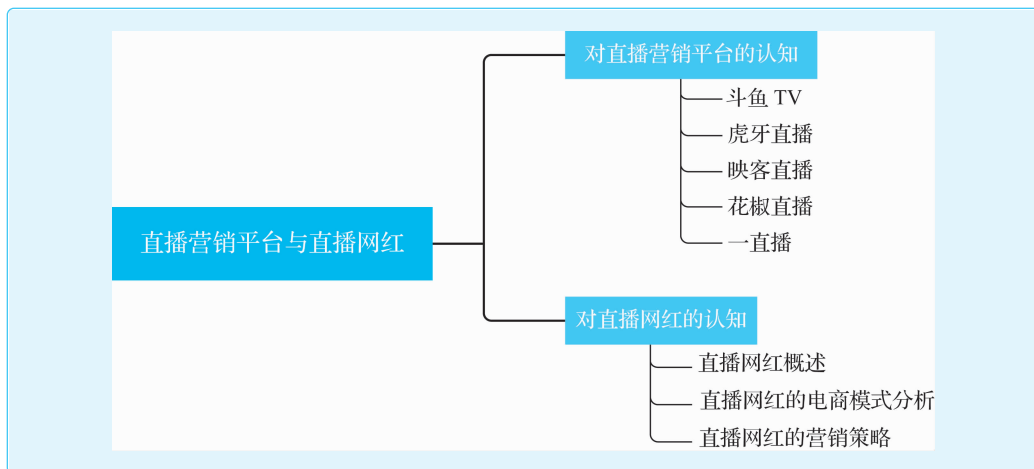 对直播营销平台的认知
斗鱼 TV
虎牙直播
映客直播
花椒直播
一直播
直播营销平台与直播网红
对直播网红的认知
直播网红概述
直播网红的电商模式分析
直播网红的营销策略